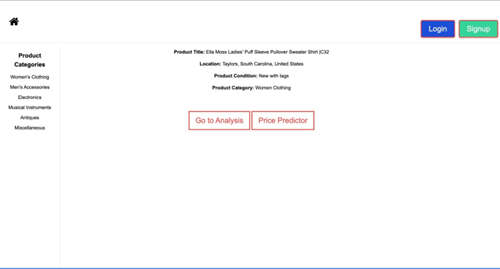 Login
Signup
Product
Categories
Women's Clothing
Men's Accessories
Electronics
Musical Instruments
Antiques
Miscellaneous
Product Title: Ella Moss Ladies' Puff Sleeve Pullover Sweater Shirt |C32
Location: Taylors, South Carolina, United States
Product Condition: New with tags
Product Category: Women Clothing
Go to Analysis
Price Predictor